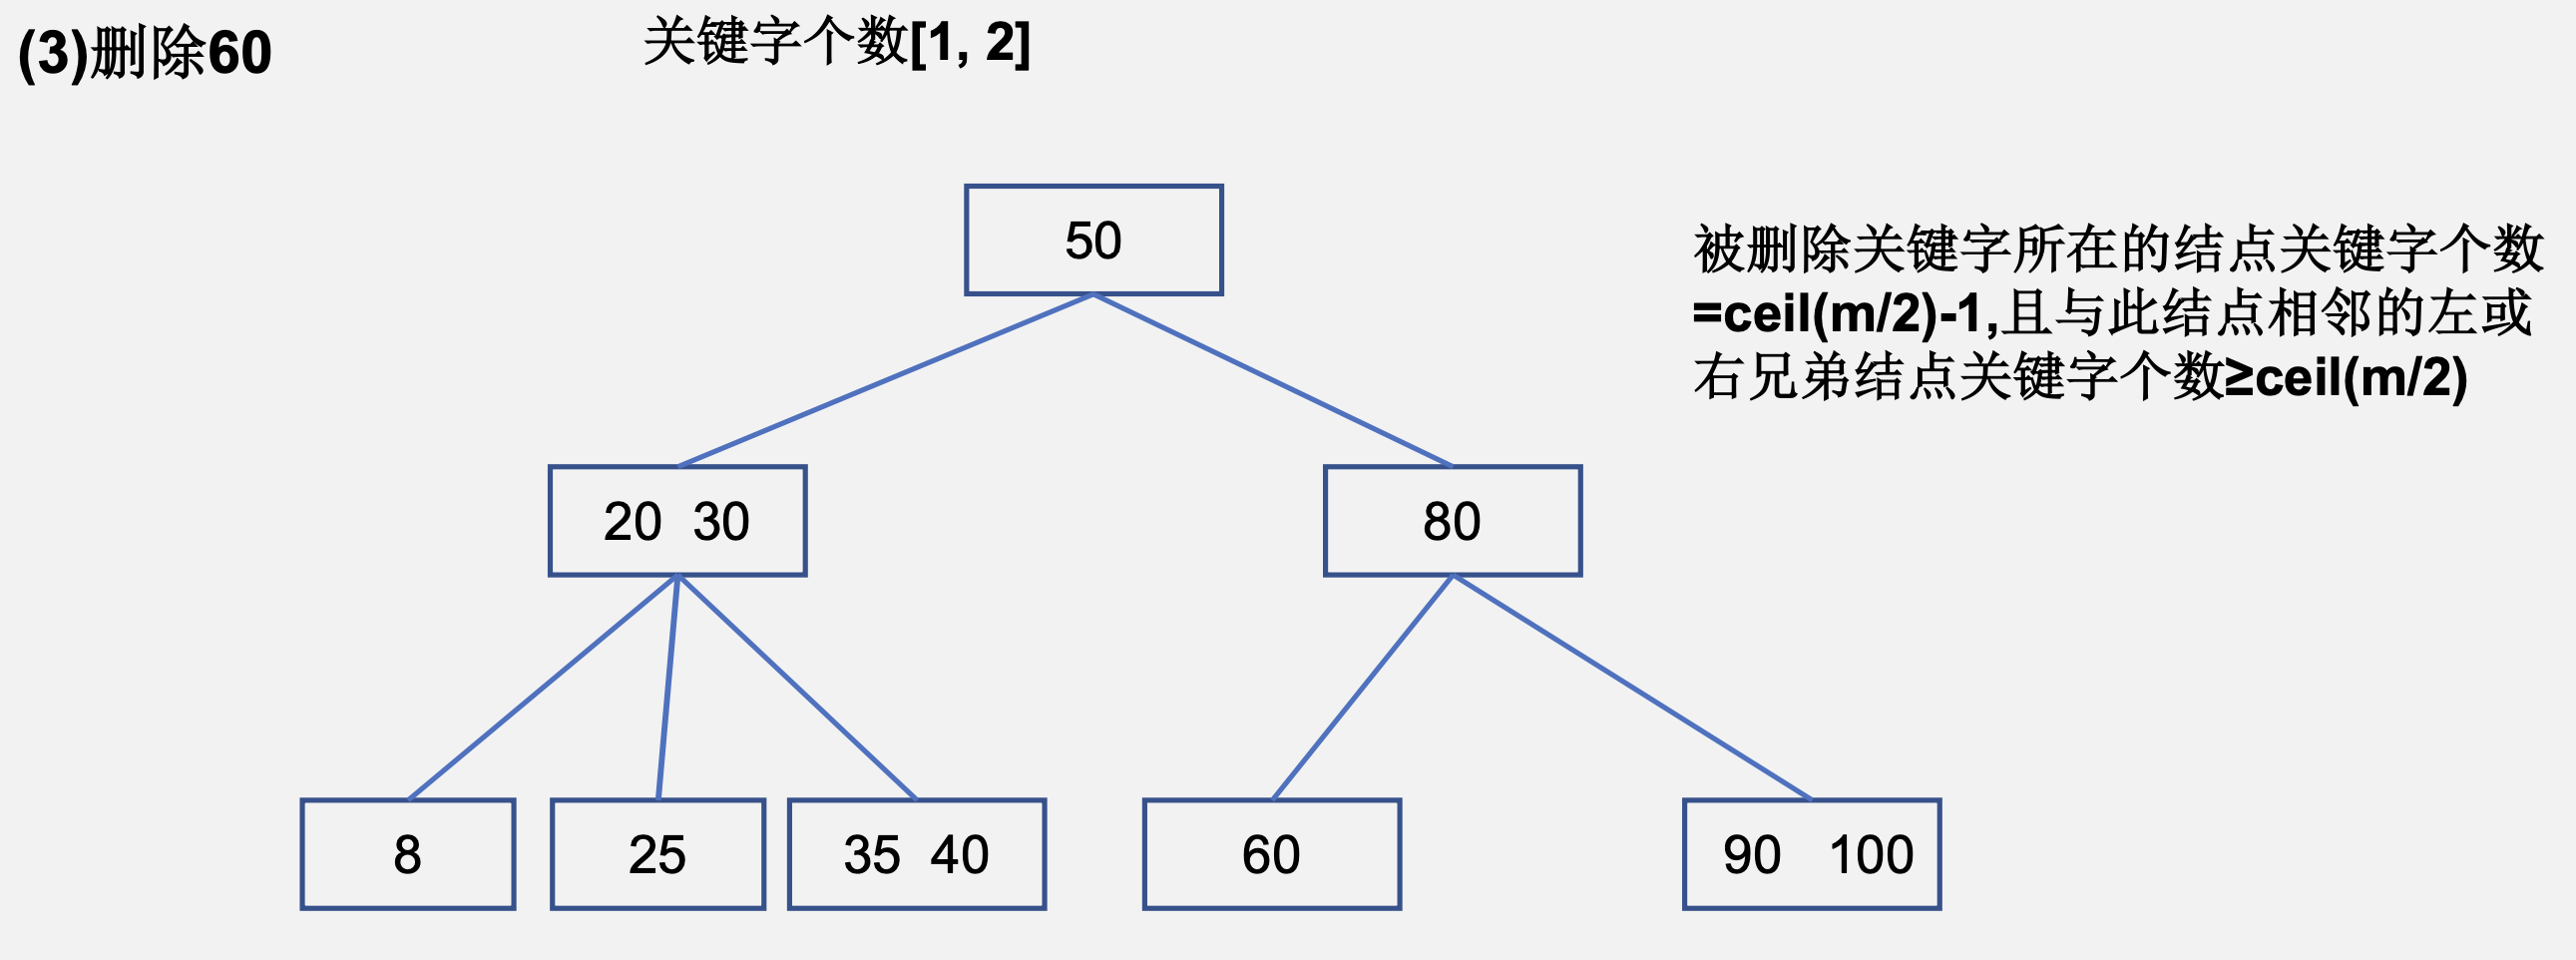 (3)删除60
关键字个数[1, 2]
50
被删除关键字所在的结点关键字个数
=ceil(m/2)-1,且与此结点相邻的左或
右兄弟结点关键字个数≥ceil(m/2)
20 30
80
8
25
35 40
60
90 100